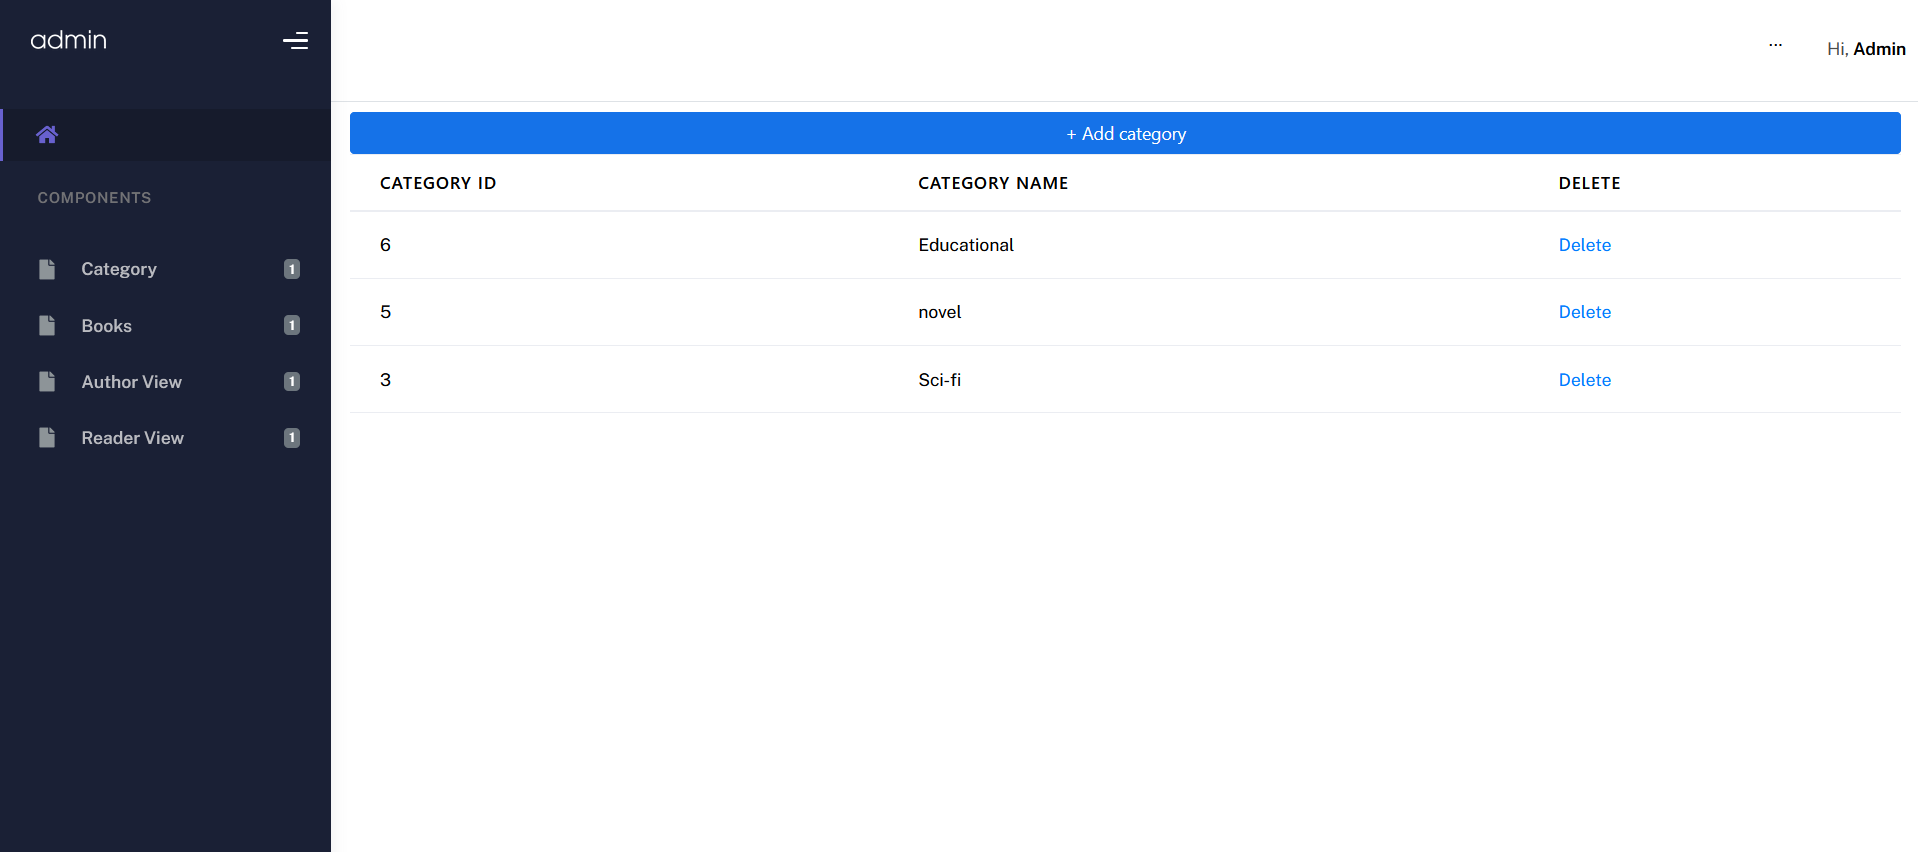 admin
... Hi, Admin
COMPONENTS
Category 1
Books 1
Author View 1
Reader View 1
+ Add category
CATEGORY ID CATEGORY NAME DELETE
6 Educational Delete
5 novel Delete
3 Sci-fi Delete